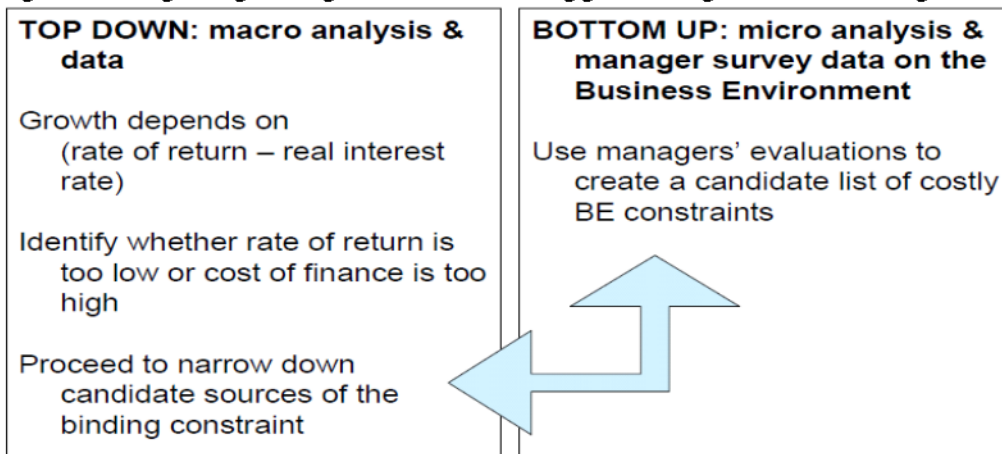 TOP DOWN: macro analysis &
data
Growth depends on
(rate of return – real interest
rate)
Identify whether rate of return is
too low or cost of finance is too
high
Proceed to narrow down
candidate sources of the
binding constraint
BOTTOM UP: micro analysis &
manager survey data on the
Business Environment
Use managers' evaluations to
create a candidate list of costly
BE constraints